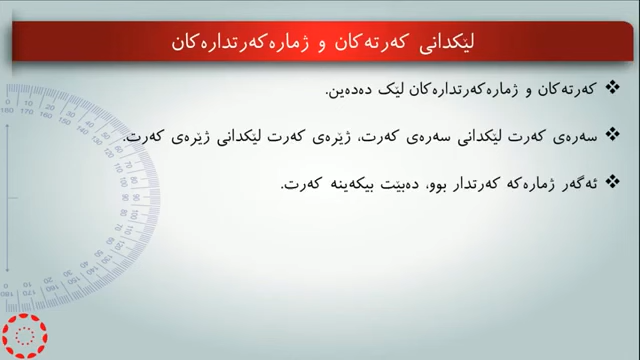 لێکدانی کەرتەکان و ژمارەکەرتدارەکان
❖ کەرتەکان و ژمارەکەرتدارەکان لێک دەدەین.
❖ سەرەی کەرت لێکدانی سەرەی کەرت، ژێرەی کەرت لێکدانی ژێرەی کەرت.
❖ ئەگەر ژمارەکە کەرتدار بوو، دەبێت بیکەینە کەرت.